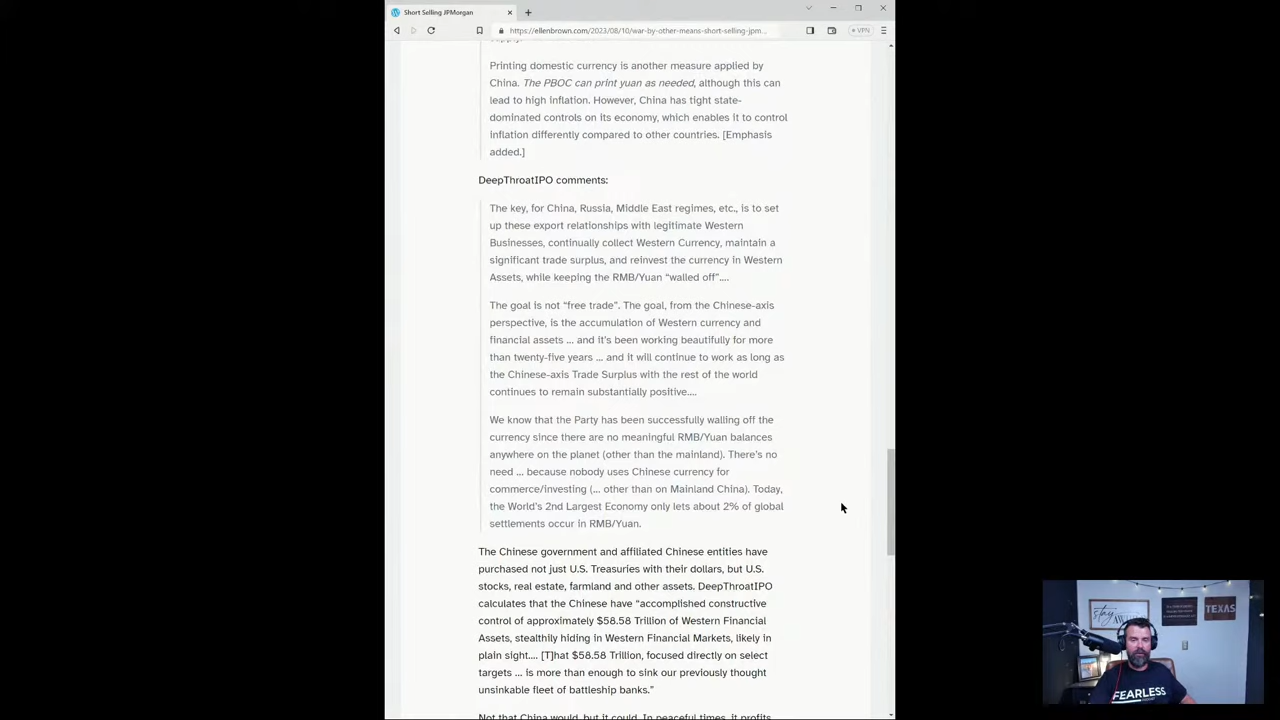 Short Selling JPMorgan
https://ellenbrown.com/2023/08/10/war-by-other-means-short-selling-jpm...
VPN
Printing domestic currency is another measure applied by
China. The PBOC can print yuan as needed, although this can
lead to high inflation. However, China has tight state-
dominated controls on its economy, which enables it to control
inflation differently compared to other countries. [Emphasis
added.]
DeepThroatIPO comments:
The key, for China, Russia, Middle East regimes, etc., is to set
up these export relationships with legitimate Western
Businesses, continually collect Western Currency, maintain a
significant trade surplus, and reinvest the currency in Western
Assets, while keeping the RMB/Yuan “walled off”….
The goal is not “free trade”. The goal, from the Chinese-axis
perspective, is the accumulation of Western currency and
financial assets … and it’s been working beautifully for more
than twenty-five years … and it will continue to work as long as
the Chinese-axis Trade Surplus with the rest of the world
continues to remain substantially positive….
We know that the Party has been successfully walling off the
currency since there are no meaningful RMB/Yuan balances
anywhere on the planet (other than the mainland). There’s no
need … because nobody uses Chinese currency for
commerce/investing (… other than on Mainland China). Today,
the World’s 2nd Largest Economy only lets about 2% of global
settlements occur in RMB/Yuan.
The Chinese government and affiliated Chinese entities have
purchased not just U.S. Treasuries with their dollars, but U.S.
stocks, real estate, farmland and other assets. DeepThroatIPO
calculates that the Chinese have “accomplished constructive
control of approximately $58.58 Trillion of Western Financial
Assets, stealthily hiding in Western Financial Markets, likely in
plain sight…. [T]hat $58.58 Trillion, focused directly on select
targets … is more than enough to sink our previously thought
unsinkable fleet of battleship banks.”
Not that China would, but it could. In peaceful times, it profits
TEXAS
FEARLESS